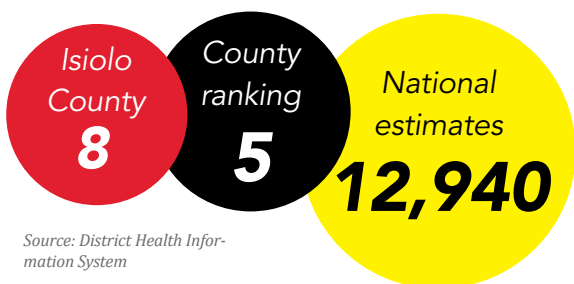 Isiolo
County
8
County
ranking
5
National
estimates
12,940
Source: District Health Infor-
mation System